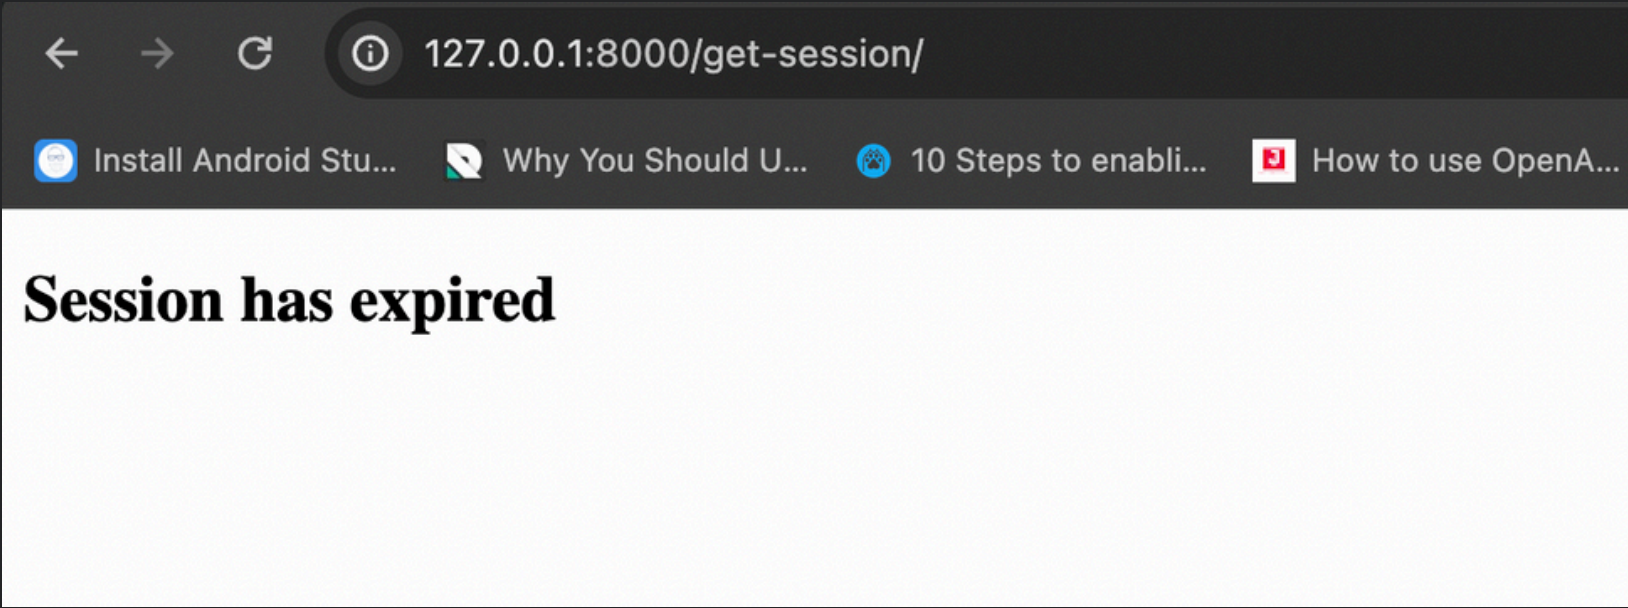 127.0.0.1:8000/get-session/
Install Android Stu... Why You Should U... 10 Steps to enabli... How to use OpenA...
Session has expired